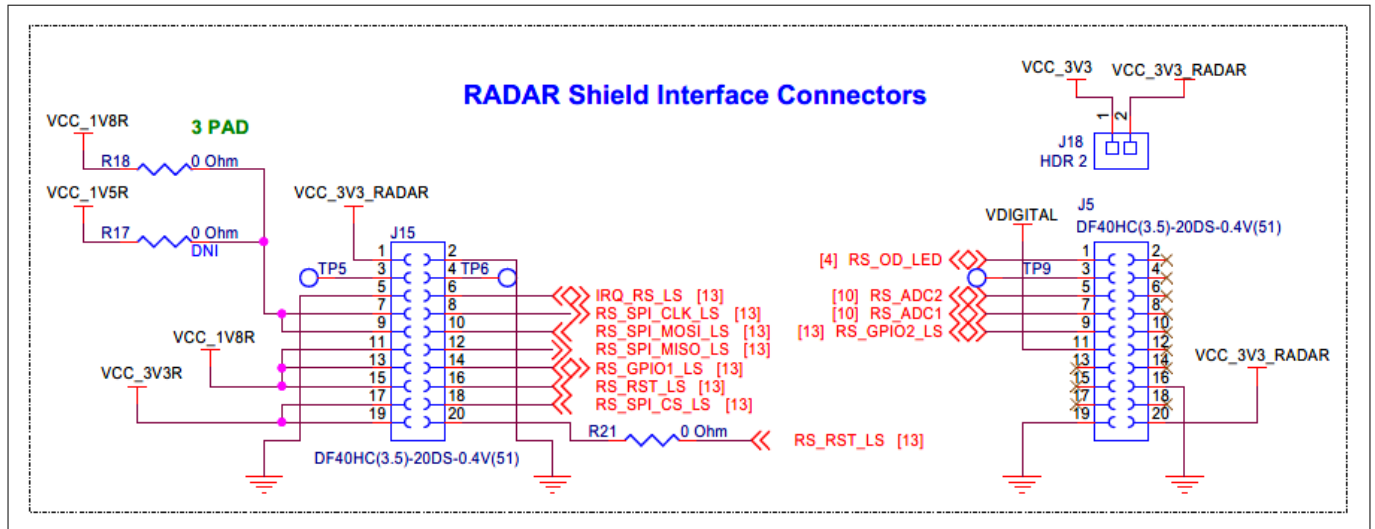 RADAR Shield Interface Connectors
VCC_3V3
VCC_3V3_RADAR
1
2
J18
HDR 2
VCC_1V8R
3 PAD
R18
0 Ohm
VCC_1V5R
R17
0 Ohm
DNI
VCC_3V3_RADAR
J15
1
2
TP5
3
4
TP6
5
6
IRQ_RS_LS [13]
7
8
RS_SPI_CLK_LS [13]
9
10
RS_SPI_MOSI_LS [13]
VCC_1V8R
11
12
RS_SPI_MISO_LS [13]
VCC_3V3R
13
14
RS_GPIO1_LS [13]
15
16
RS_RST_LS [13]
17
18
RS_SPI_CS_LS [13]
19
20
R21
0 Ohm
RS_RST_LS [13]
DF40HC(3.5)-20DS-0.4V(51)
VDIGITAL
J5
DF40HC(3.5)-20DS-0.4V(51)
[4] RS_OD_LED
1
2
TP9
3
4
[10] RS_ADC2
5
6
[10] RS_ADC1
7
8
[13] RS_GPIO2_LS
9
10
11
12
VCC_3V3_RADAR
13
14
15
16
17
18
19
20